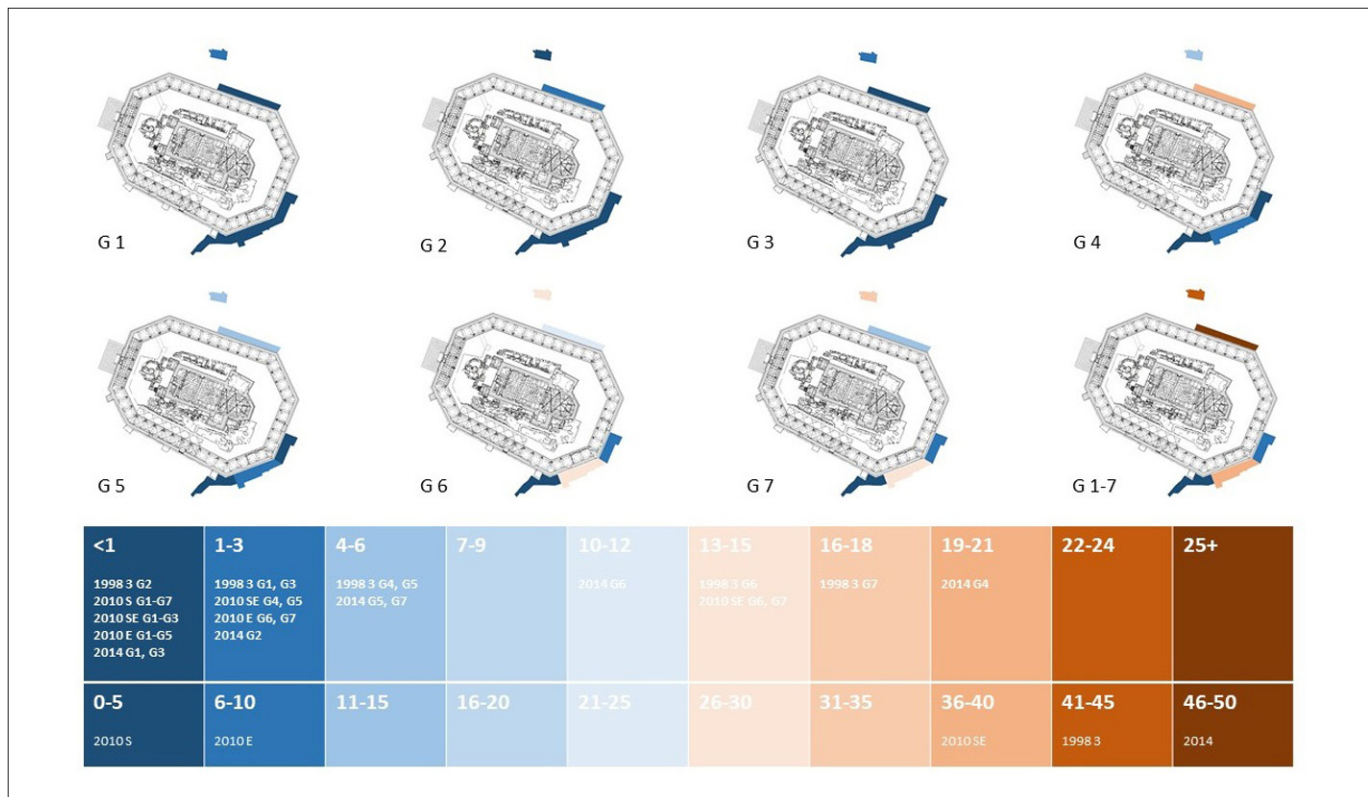 G 1
G 2
G 3
G 4
G 5
G 6
G 7
G 1-7
<1
1998 3 G2
2010 S G1-G7
2010 SE G1-G3
2010 E G1-G5
2014 G1, G3
1-3
1998 3 G1, G3
2010 SE G4, G5
2010 E G6, G7
2014 G2
4-6
1998 3 G4, G5
2014 G5, G7
7-9
10-12
2014 G6
13-15
1998 3 G6
2010 SE G6, G7
16-18
1998 3 G7
19-21
2014 G4
22-24
25+
0-5
2010 S
6-10
2010 E
11-15
16-20
21-25
26-30
31-35
36-40
2010 SE
41-45
1998 3
46-50
2014